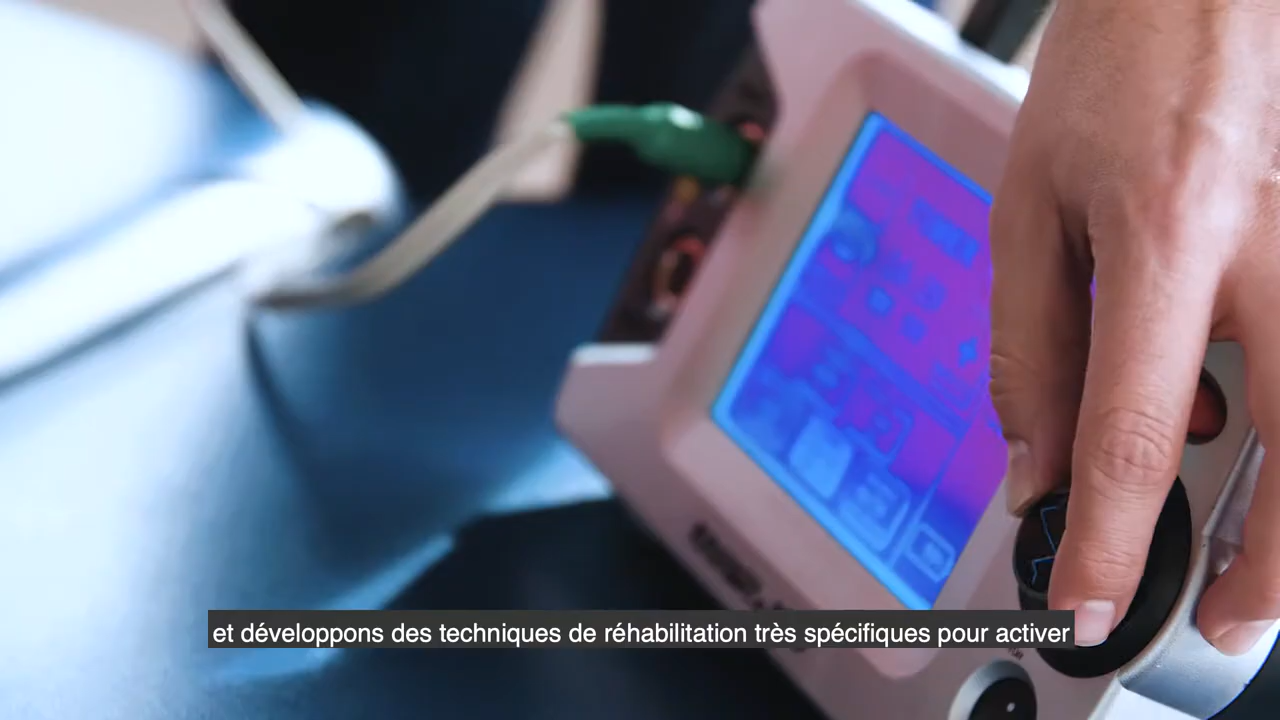 et développons des techniques de réhabilitation très spécifiques pour activer